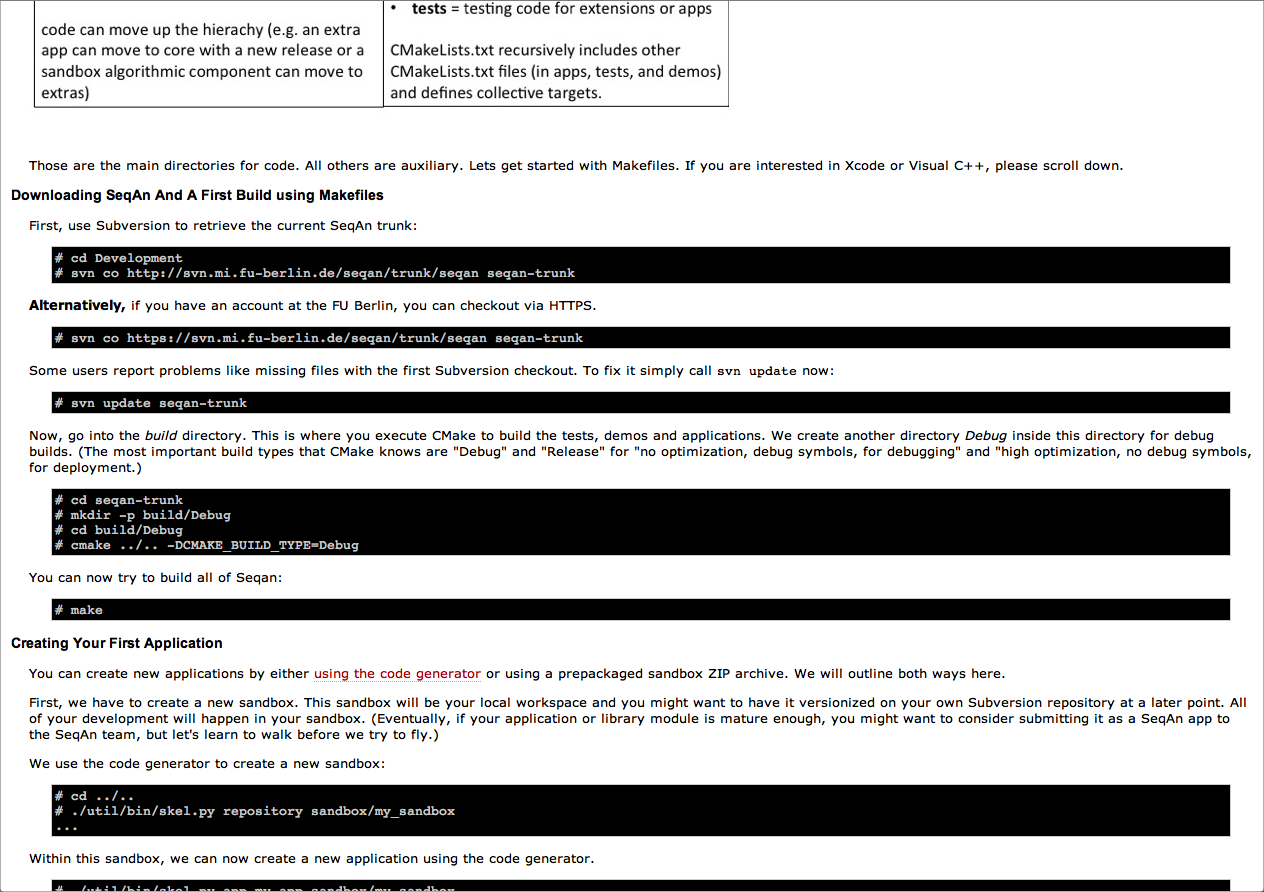 code can move up the hierachy (e.g. an extra
app can move to core with a new release or a
sandbox algorithmic component can move to
extras)
• tests = testing code for extensions or apps
CMakeLists.txt recursively includes other
CMakeLists.txt files (in apps, tests, and demos)
and defines collective targets.
Those are the main directories for code. All others are auxiliary. Lets get started with Makefiles. If you are interested in Xcode or Visual C++, please scroll down.
Downloading SeqAn And A First Build using Makefiles
First, use Subversion to retrieve the current SeqAn trunk:
# cd Development
# svn co http://svn.mi.fu-berlin.de/seqan/trunk/seqan seqan-trunk
Alternatively, if you have an account at the FU Berlin, you can checkout via HTTPS.
# svn co https://svn.mi.fu-berlin.de/seqan/trunk/seqan seqan-trunk
Some users report problems like missing files with the first Subversion checkout. To fix it simply call svn update now:
# svn update seqan-trunk
Now, go into the build directory. This is where you execute CMake to build the tests, demos and applications. We create another directory Debug inside this directory for debug
builds. (The most important build types that CMake knows are "Debug" and "Release" for "no optimization, debug symbols, for debugging" and "high optimization, no debug symbols,
for deployment.)
# cd seqan-trunk
# mkdir -p build/Debug
# cd build/Debug
# cmake ../.. -DCMAKE_BUILD_TYPE=Debug
You can now try to build all of Seqan:
# make
Creating Your First Application
You can create new applications by either using the code generator or using a prepackaged sandbox ZIP archive. We will outline both ways here.
First, we have to create a new sandbox. This sandbox will be your local workspace and you might want to have it versionized on your own Subversion repository at a later point. All
of your development will happen in your sandbox. (Eventually, if your application or library module is mature enough, you might want to consider submitting it as a SeqAn app to
the SeqAn team, but let's learn to walk before we try to fly.)
We use the code generator to create a new sandbox:
# cd ../..
# ./util/bin/skel.py repository sandbox/my_sandbox
...
Within this sandbox, we can now create a new application using the code generator.
# ./util/bin/skel.py app my_app sandbox/my_sandbox